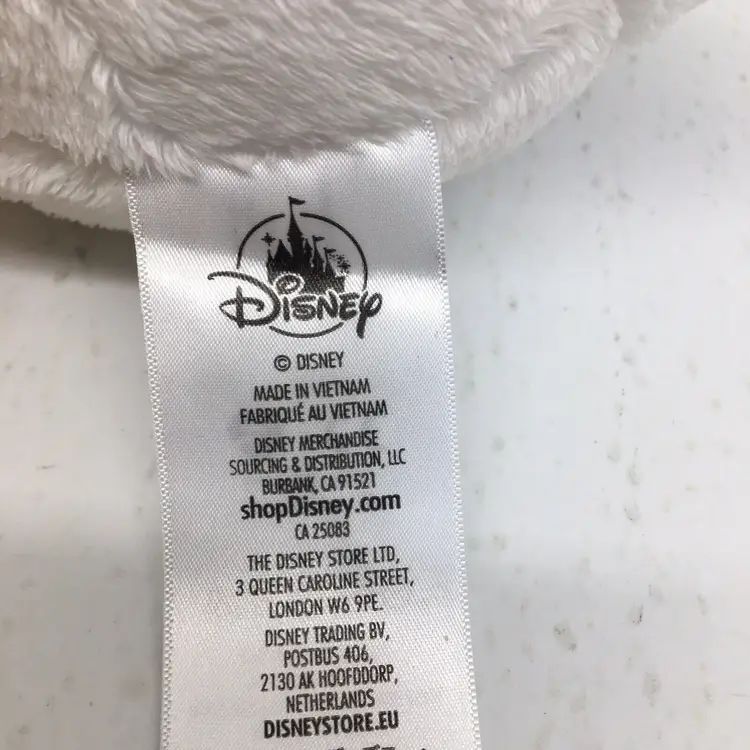 Disney
© DISNEY
MADE IN VIETNAM
FABRIQUÉ AU VIETNAM
DISNEY MERCHANDISE
SOURCING & DISTRIBUTION, LLC
BURBANK, CA 91521
shopDisney.com
CA 25083
THE DISNEY STORE LTD,
3 QUEEN CAROLINE STREET,
LONDON W6 9PE.
DISNEY TRADING BV,
POSTBUS 406,
2130 AK HOOFDDORP,
NETHERLANDS
DISNEYSTORE.EU